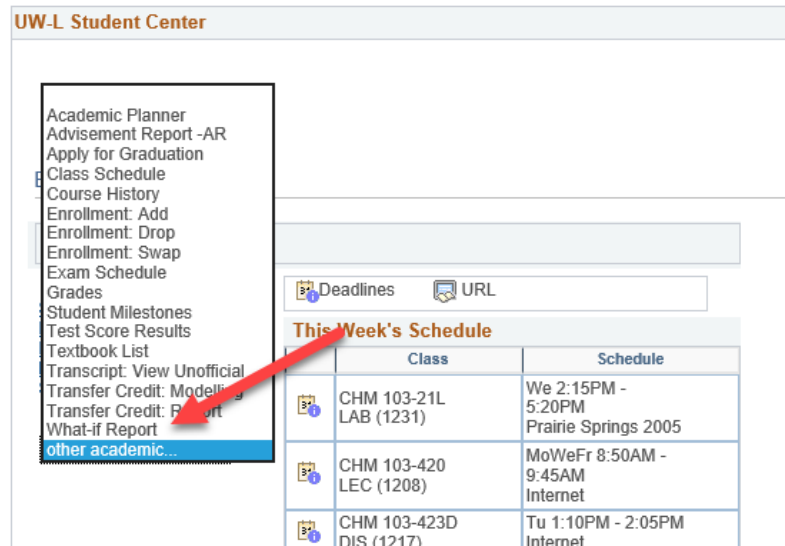 UW-L Student Center
Academic Planner
Advisement Report -AR
Apply for Graduation
Class Schedule
Course History
Enrollment: Add
Enrollment: Drop
Enrollment: Swap
Exam Schedule
Grades
Student Milestones
Test Score Results
Textbook List
Transcript: View Unofficial
Transfer Credit: Modelling
Transfer Credit: Report
What-if Report
other academic...
Deadlines URL
This Week's Schedule
Class Schedule
CHM 103-21L
LAB (1231)
We 2:15PM -
5:20PM
Prairie Springs 2005
CHM 103-420
LEC (1208)
MoWeFr 8:50AM -
9:45AM
Internet
CHM 103-423D
DIS (1217)
Tu 1:10PM - 2:05PM
Internet